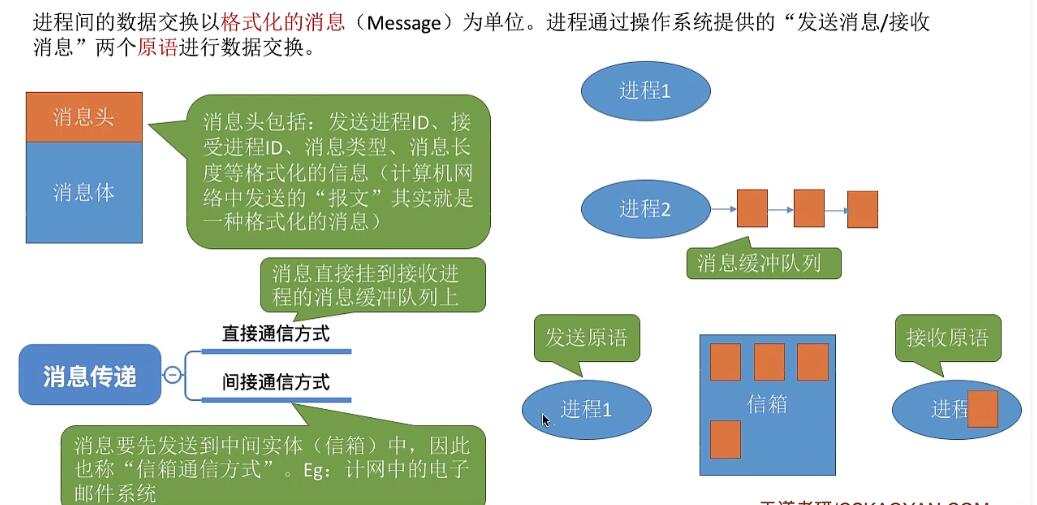 进程间的数据交换以格式化的消息（Message）为单位。进程通过操作系统提供的“发送消息/接收
消息”两个原语进行数据交换。
消息头
消息体
消息头包括：发送进程ID、接
受进程ID、消息类型、消息长
度等格式化的信息（计算机网
络中发送的“报文”其实就是
一种格式化的消息）
进程1
进程2
消息缓冲队列
消息直接挂到接收进
程的消息缓冲队列上
直接通信方式
消息传递
间接通信方式
消息要先发送到中间实体（信箱）中，因此
也称“信箱通信方式”。Eg：计网中的电子
邮件系统
发送原语
进程1
信箱
接收原语
进程